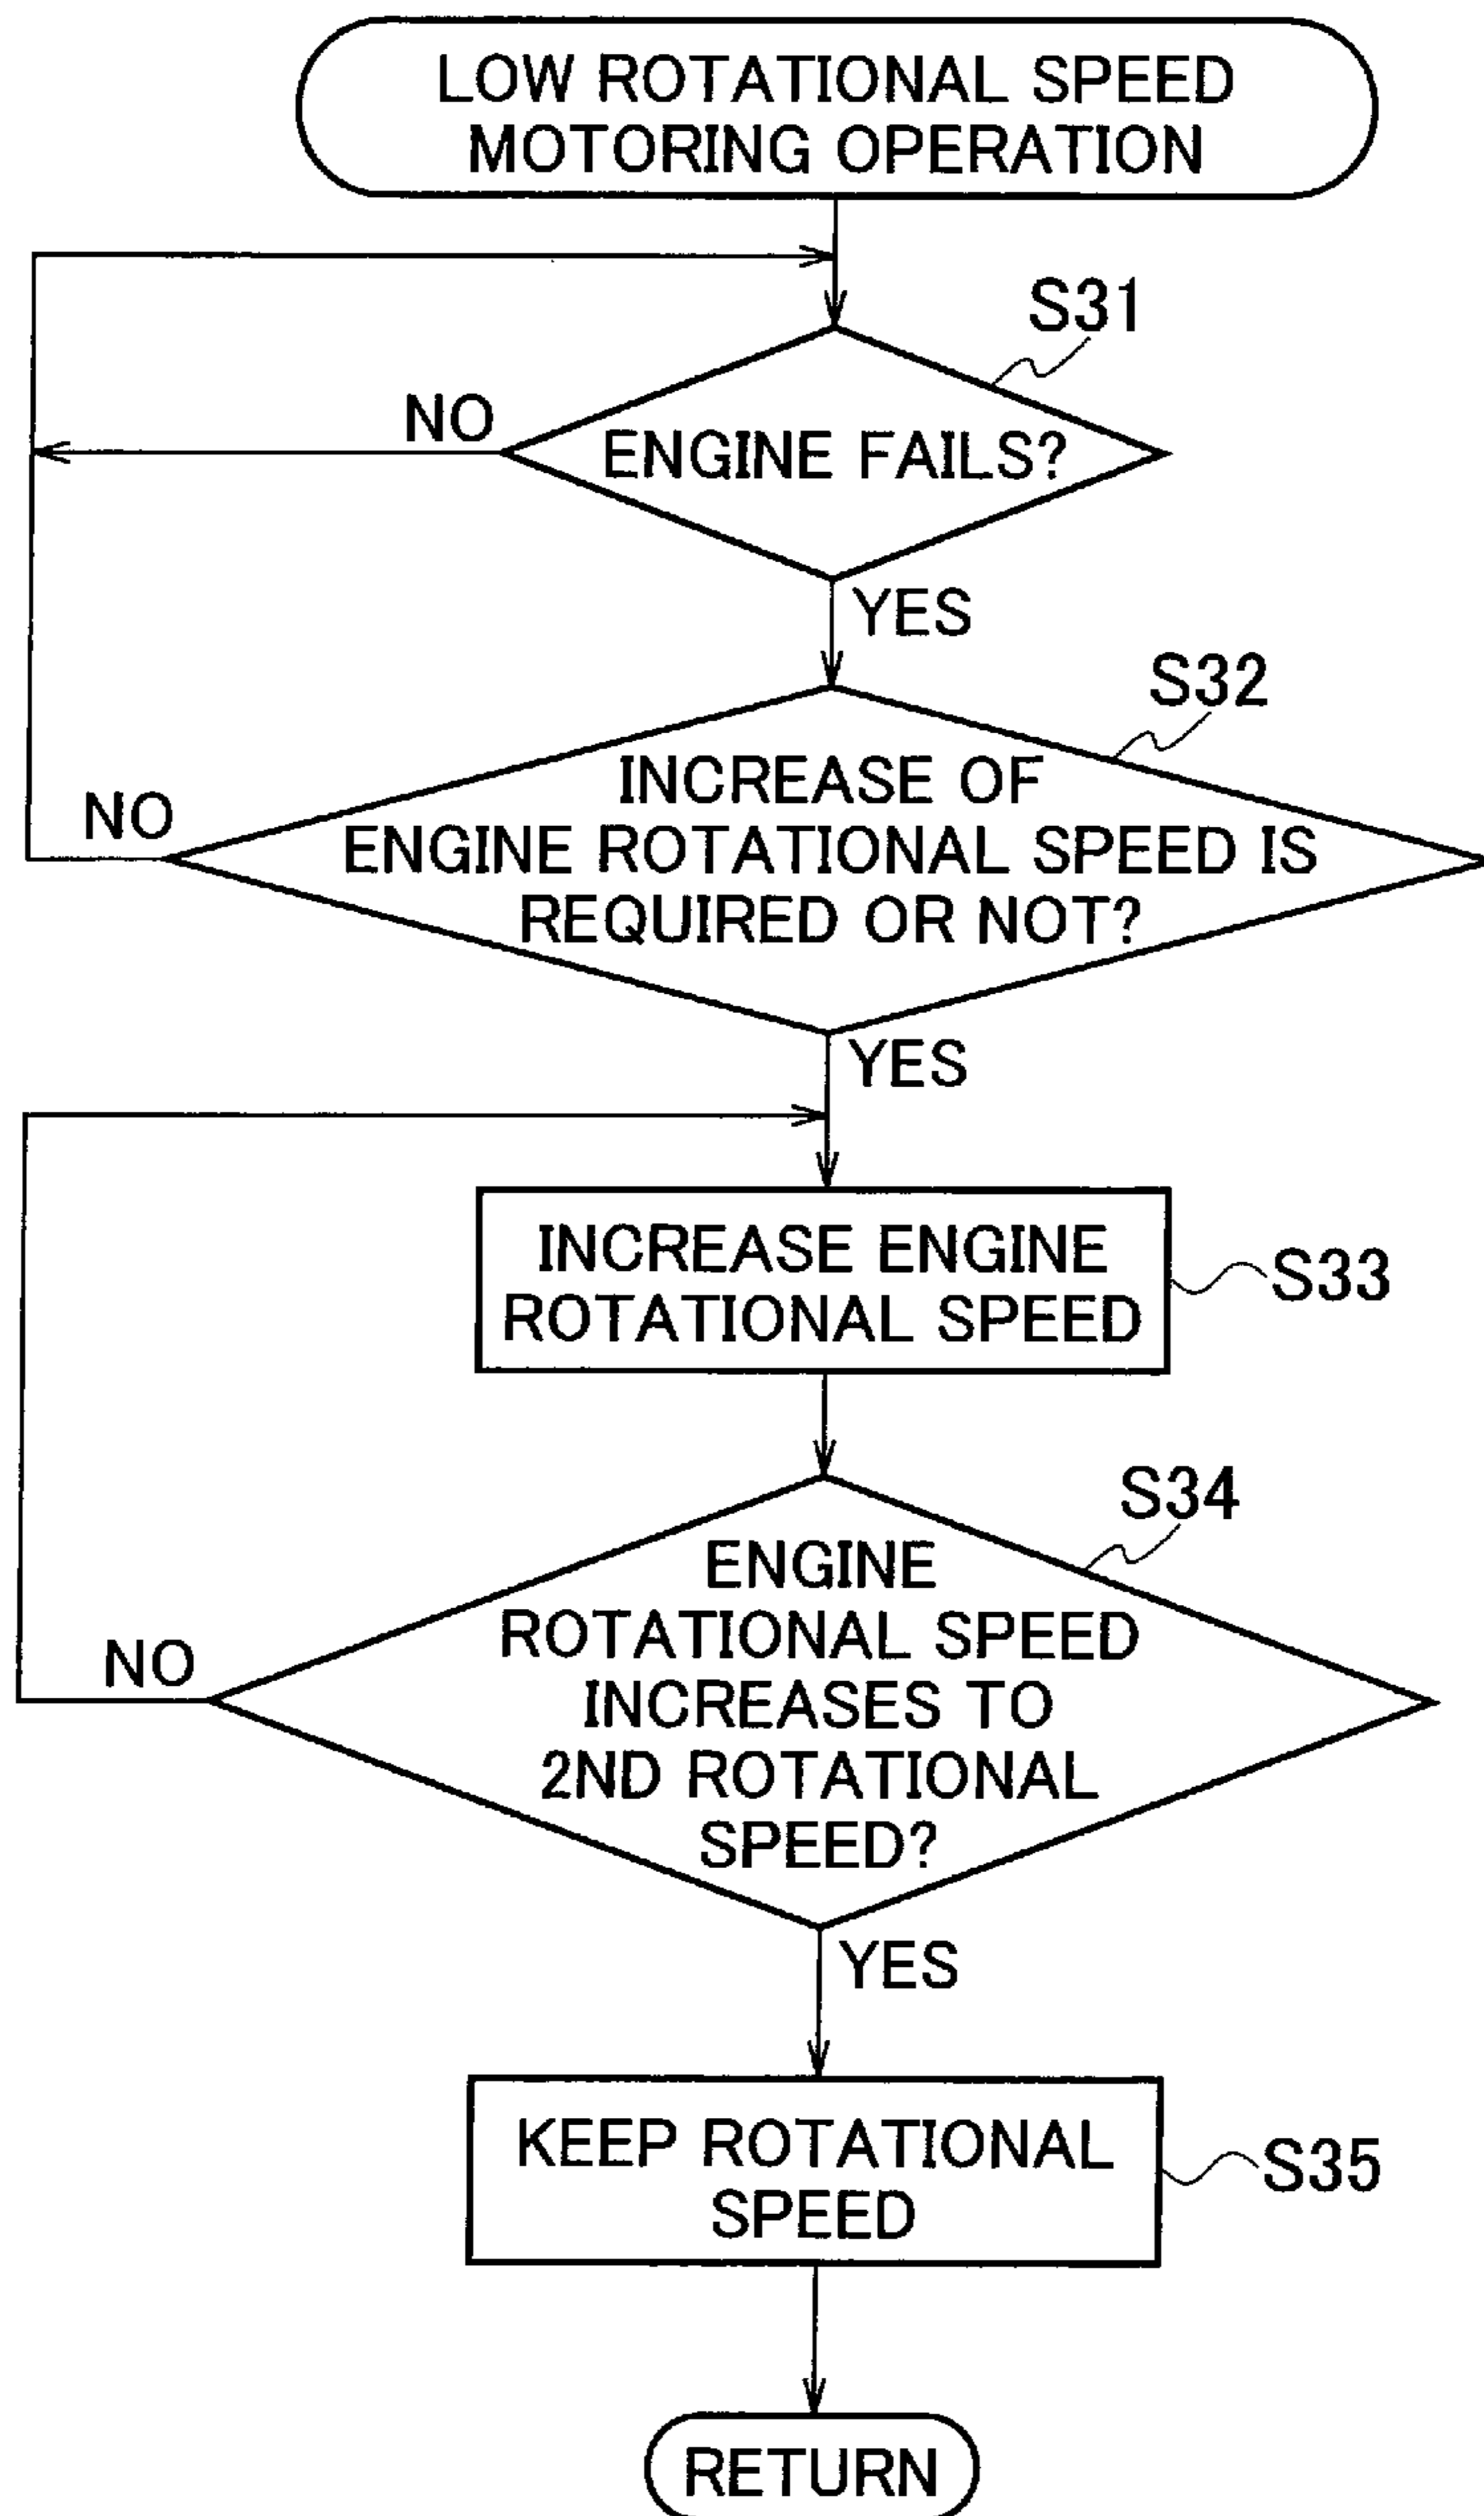 LOW ROTATIONAL SPEED
MOTORING OPERATION
S31
NO
ENGINE FAILS?
YES
S32
INCREASE OF
NO
ENGINE ROTATIONAL SPEED IS
REQUIRED OR NOT?
YES
INCREASE ENGINE
ROTATIONAL SPEED
S33
S34
ENGINE
ROTATIONAL SPEED
NO
INCREASES TO
2ND ROTATIONAL
SPEED?
YES
KEEP ROTATIONAL
SPEED
S35
RETURN